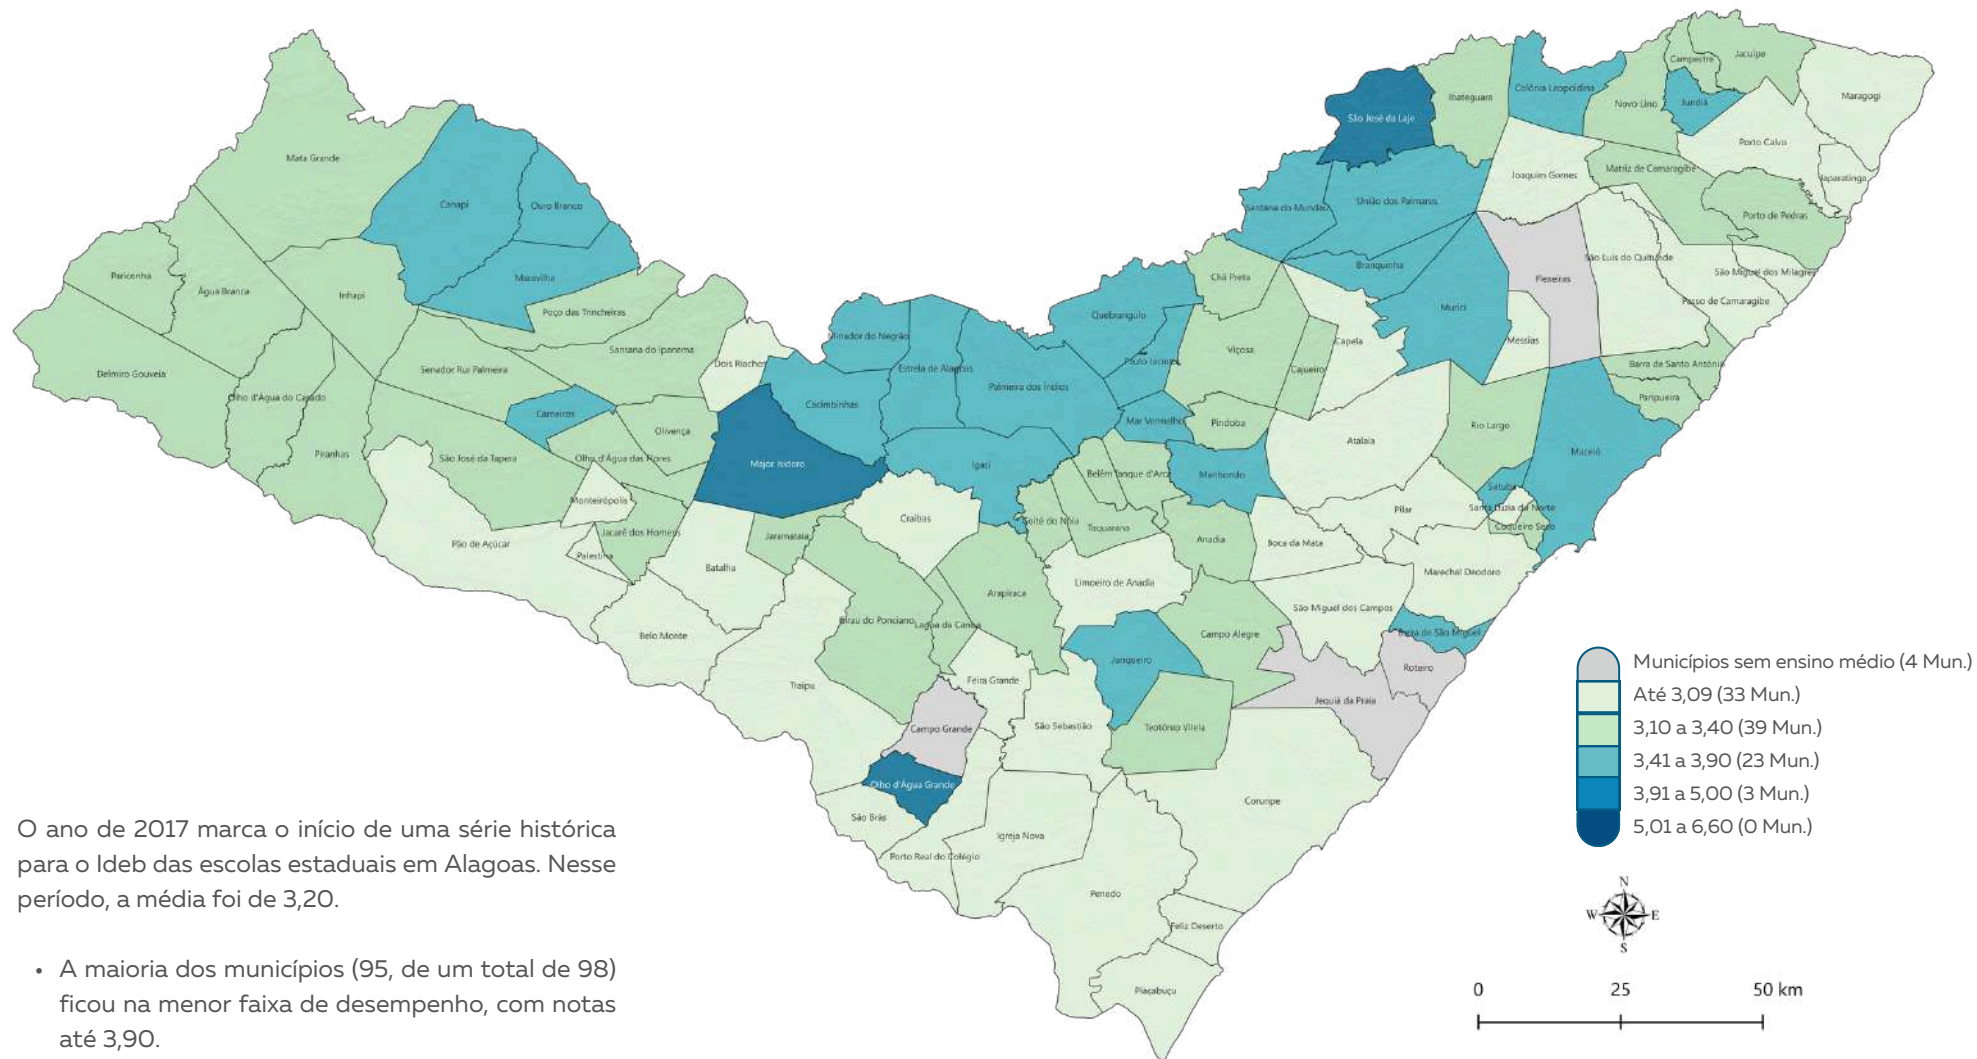 Jacuípe
Campestre
Maragogi
Ibateguara
Colônia Leopoldina
Novo Lino
Jundiá
São José da Laje
Porto Calvo
Mata Grande
Joaquim Gomes
Matriz de Camaragibe
Japaratinga
Canapi
Ouro Branco
Santana do Mundaú
União dos Palmares
Porto de Pedras
Pariconha
Água Branca
Inhapi
Maravilha
Chã Preta
Branquinha
Flexeiras
São Luís do Quitunde
São Miguel dos Milagres
Passo de Camaragibe
Poço das Trincheiras
Quebrangulo
Murici
Minador do Negrão
Santana do Ipanema
Dois Riachos
Viçosa
Capela
Messias
Delmiro Gouveia
Senador Rui Palmeira
Estrela de Alagoas
Paulo Jacinto
Cajueiro
Barra de Santo Antônio
Olho d'Água do Casado
Palmeira dos Índios
Paripueira
Carneiros
Cacimbinhas
Mar Vermelho
Pindoba
Rio Largo
Olivença
Atalaia
Piranhas
São José da Tapera
Olho d'Água das Flores
Major Isidoro
Igaci
Belém
Tanque d'Arca
Maribondo
Maceió
Satuba
Monteirópolis
Craíbas
Coité do Nóia
Taquarana
Pilar
Santa Luzia do Norte
Coqueiro Seco
Pão de Açúcar
Jacaré dos Homens
Jaramataia
Anadia
Boca da Mata
Palestina
Batalha
Arapiraca
Limoeiro de Anadia
Marechal Deodoro
Belo Monte
Girau do Ponciano
Lagoa da Canoa
Campo Alegre
São Miguel dos Campos
Barra de São Miguel
Junqueiro
Roteiro
Traipu
Feira Grande
Jequiá da Praia
Campo Grande
São Sebastião
Teotônio Vilela
Olho d'Água Grande
Coruripe
São Brás
Igreja Nova
Porto Real do Colégio
Penedo
Feliz Deserto
Piaçabuçu
Municípios sem ensino médio (4 Mun.)
Até 3,09 (33 Mun.)
3,10 a 3,40 (39 Mun.)
3,41 a 3,90 (23 Mun.)
3,91 a 5,00 (3 Mun.)
5,01 a 6,60 (0 Mun.)
N
W E
S
0 25 50 km
O ano de 2017 marca o início de uma série histórica
para o Ideb das escolas estaduais em Alagoas. Nesse
período, a média foi de 3,20.
• A maioria dos municípios (95, de um total de 98)
ficou na menor faixa de desempenho, com notas
até 3,90.